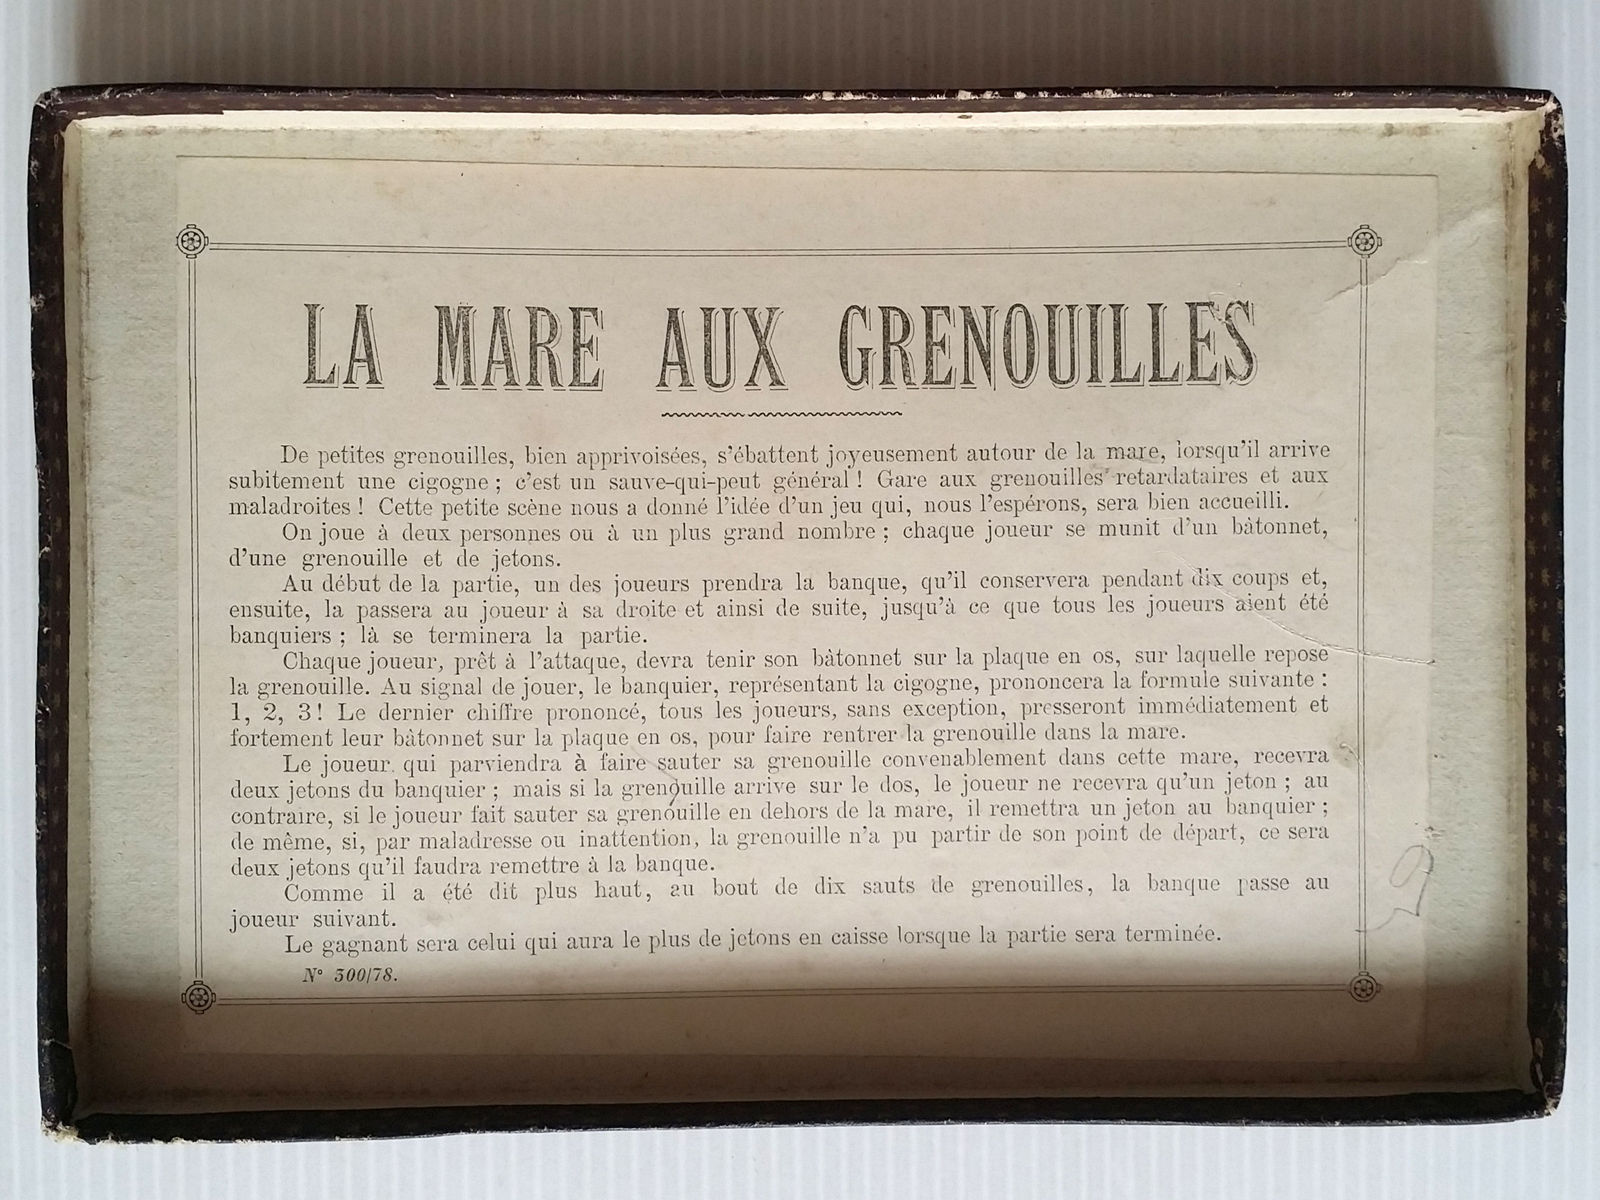 LA MARE AUX GRENOUILLES
De petites grenouilles, bien apprivoisées, s'ébattent joyeusement autour de la mare, lorsqu'il arrive
subitement une cigogne ; c'est un sauve-qui-peut général ! Gare aux grenouilles retardataires et aux
maladroites ! Cette petite scène nous a donné l'idée d'un jeu qui, nous l'espérons, sera bien accueilli.
On joue à deux personnes ou à un plus grand nombre ; chaque joueur se munit d'un bâtonnet,
d'une grenouille et de jetons.
Au début de la partie, un des joueurs prendra la banque, qu'il conservera pendant dix coups et,
ensuite, la passera au joueur à sa droite et ainsi de suite, jusqu'à ce que tous les joueurs aient été
banquiers ; là se terminera la partie.
Chaque joueur, prêt à l'attaque, devra tenir son bâtonnet sur la plaque en os, sur laquelle repose
la grenouille. Au signal de jouer, le banquier, représentant la cigogne, prononcera la formule suivante :
1, 2, 3! Le dernier chiffre prononcé, tous les joueurs, sans exception, presseront immédiatement et
fortement leur bâtonnet sur la plaque en os, pour faire rentrer la grenouille dans la mare.
Le joueur qui parviendra à faire sauter sa grenouille convenablement dans cette mare, recevra
deux jetons du banquier ; mais si la grenouille arrive sur le dos, le joueur ne recevra qu'un jeton ; au
contraire, si le joueur fait sauter sa grenouille en dehors de la mare, il remettra un jeton au banquier ;
de même, si, par maladresse ou inattention, la grenouille n'a pu partir de son point de départ, ce sera
deux jetons qu'il faudra remettre à la banque.
Comme il a été dit plus haut, au bout de dix sauts de grenouilles, la banque passe au
joueur suivant.
Le gagnant sera celui qui aura le plus de jetons en caisse lorsque la partie sera terminée.
N° 300/78.